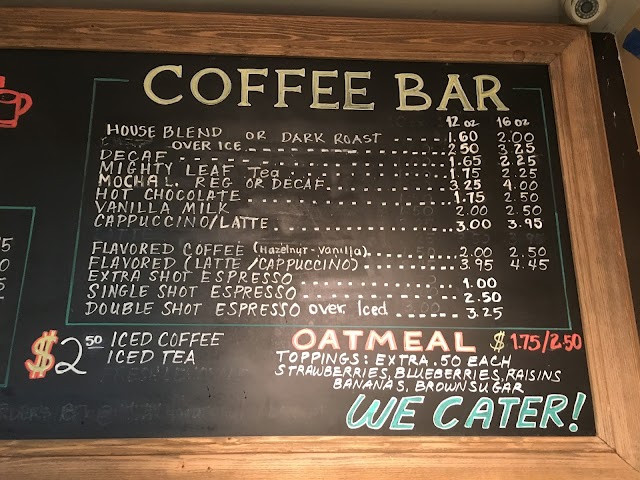 COFFEE BAR
12 oz 16 oz
HOUSE BLEND OR DARK ROAST 1.60 2.00
OVER ICE 2.50 3.25
DECAF 1.65 2.25
MIGHTY LEAF Tea 1.75 2.25
MOCHA L. REG OR DECAF 3.25 4.00
HOT CHOCOLATE 1.75 2.50
VANILLA MILK 2.00 2.50
CAPPUCCINO/LATTE 3.00 3.95
FLAVORED COFFEE (Hazelnut-Vanilla) 2.00 2.50
FLAVORED (LATTE/CAPPUCCINO) 3.95 4.45
EXTRA SHOT ESPRESSO 1.00
SINGLE SHOT ESPRESSO 2.50
DOUBLE SHOT ESPRESSO over Iced 3.25
$2.50 ICED COFFEE
ICED TEA
OATMEAL $1.75/2.50
TOPPINGS: EXTRA .50 EACH
STRAWBERRIES, BLUEBERRIES, RAISINS
BANANAS, BROWN SUGAR
WE CATER!